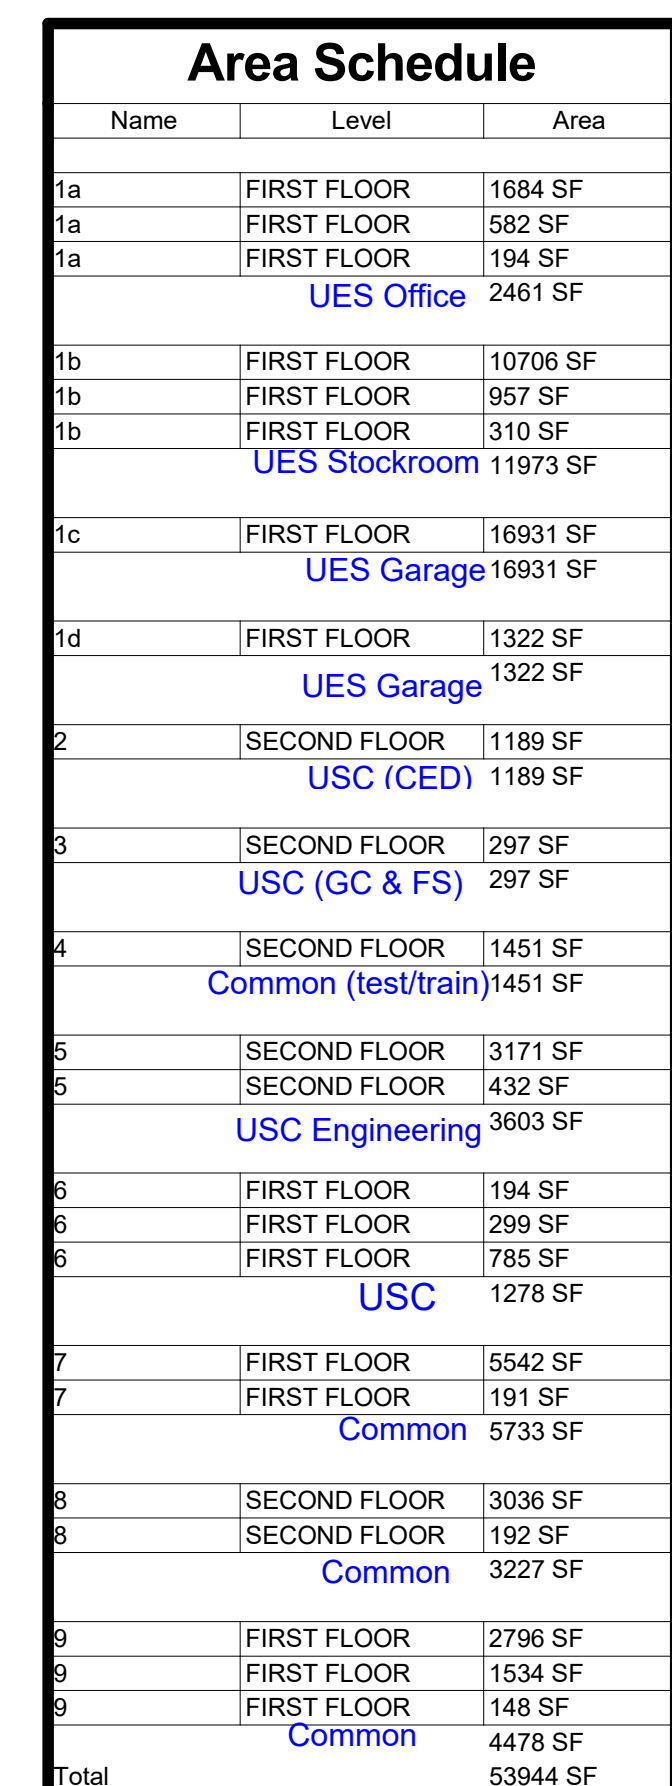 Area Schedule
Name Level Area
1a FIRST FLOOR 1684 SF
1a FIRST FLOOR 582 SF
1a FIRST FLOOR 194 SF
UES Office 2461 SF
1b FIRST FLOOR 10706 SF
1b FIRST FLOOR 957 SF
1b FIRST FLOOR 310 SF
UES Stockroom 11973 SF
1c FIRST FLOOR 16931 SF
UES Garage 16931 SF
1d FIRST FLOOR 1322 SF
UES Garage 1322 SF
2 SECOND FLOOR 1189 SF
USC (CED) 1189 SF
3 SECOND FLOOR 297 SF
USC (GC & FS) 297 SF
4 SECOND FLOOR 1451 SF
Common (test/train) 1451 SF
5 SECOND FLOOR 3171 SF
5 SECOND FLOOR 432 SF
USC Engineering 3603 SF
6 FIRST FLOOR 194 SF
6 FIRST FLOOR 299 SF
6 FIRST FLOOR 785 SF
USC 1278 SF
7 FIRST FLOOR 5542 SF
7 FIRST FLOOR 191 SF
Common 5733 SF
8 SECOND FLOOR 3036 SF
8 SECOND FLOOR 192 SF
Common 3227 SF
9 FIRST FLOOR 2796 SF
9 FIRST FLOOR 1534 SF
9 FIRST FLOOR 148 SF
Common 4478 SF
Total 53944 SF